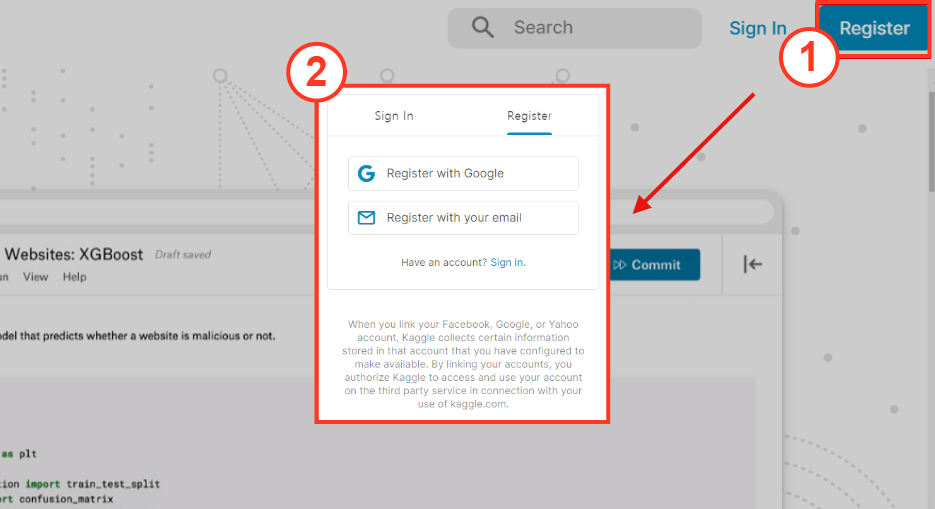 Search
Sign In
Register
1
2
Sign In
Register
Register with Google
Register with your email
Have an account? Sign in.
When you link your Facebook, Google, or Yahoo
account, Kaggle collects certain information
stored in that account that you have configured to
make available. By linking your accounts, you
authorize Kaggle to access and use your account
on the third party service in connection with your
use of kaggle.com.
Websites: XGBoost Draft saved
View Help
Commit
that predicts whether a website is malicious or not.
as plt
import train_test_split
confusion_matrix